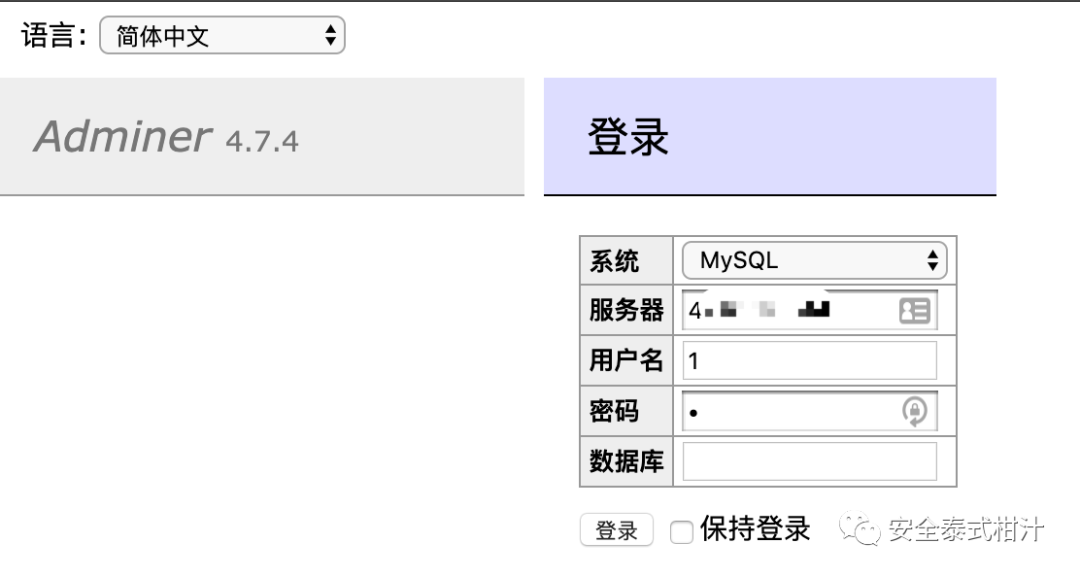 语言: 简体中文
Adminer 4.7.4
登录
系统 MySQL
服务器 4.
用户名 1
密码 •
数据库
登录 保持登录
安全泰式柑汁